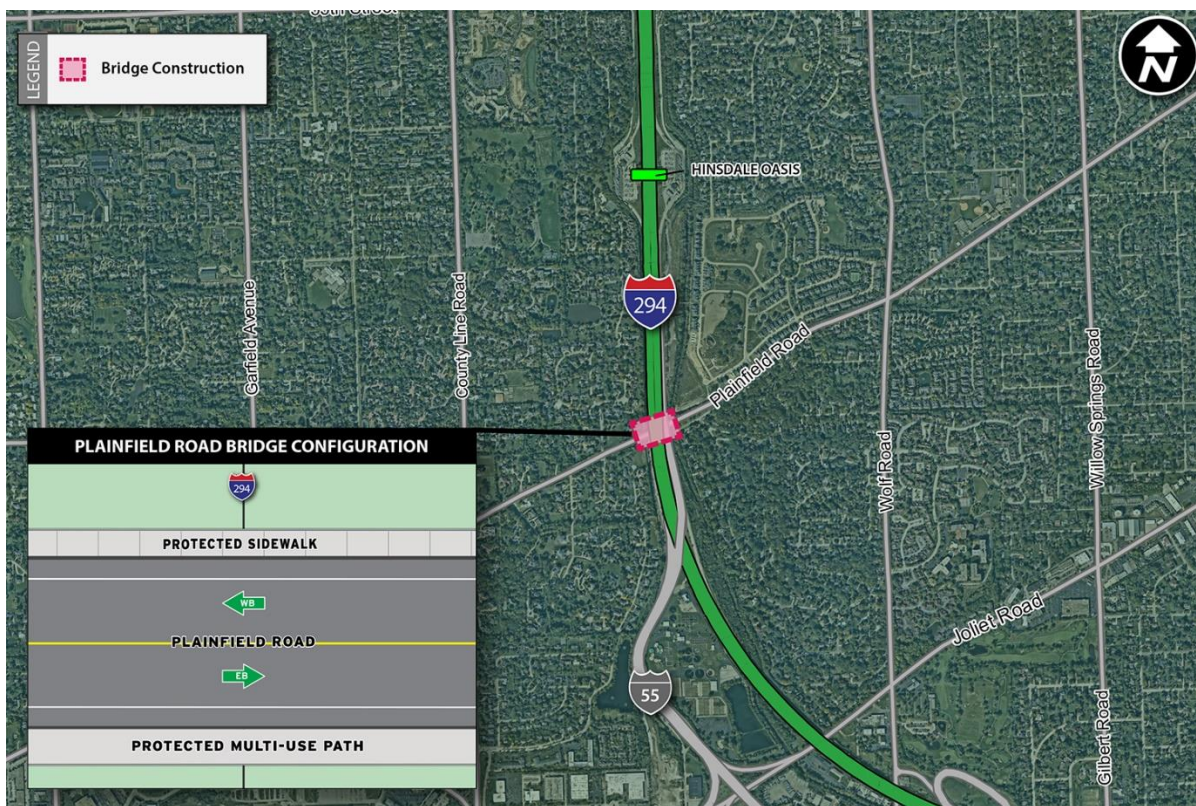 55th Street
LEGEND
Bridge Construction
N
HINSDALE OASIS
294
Garfield Avenue
County Line Road
Plainfield Road
Wolf Road
Willow Springs Road
PLAINFIELD ROAD BRIDGE CONFIGURATION
294
PROTECTED SIDEWALK
WB
PLAINFIELD ROAD
EB
PROTECTED MULTI-USE PATH
Joliet Road
55
Gilbert Road